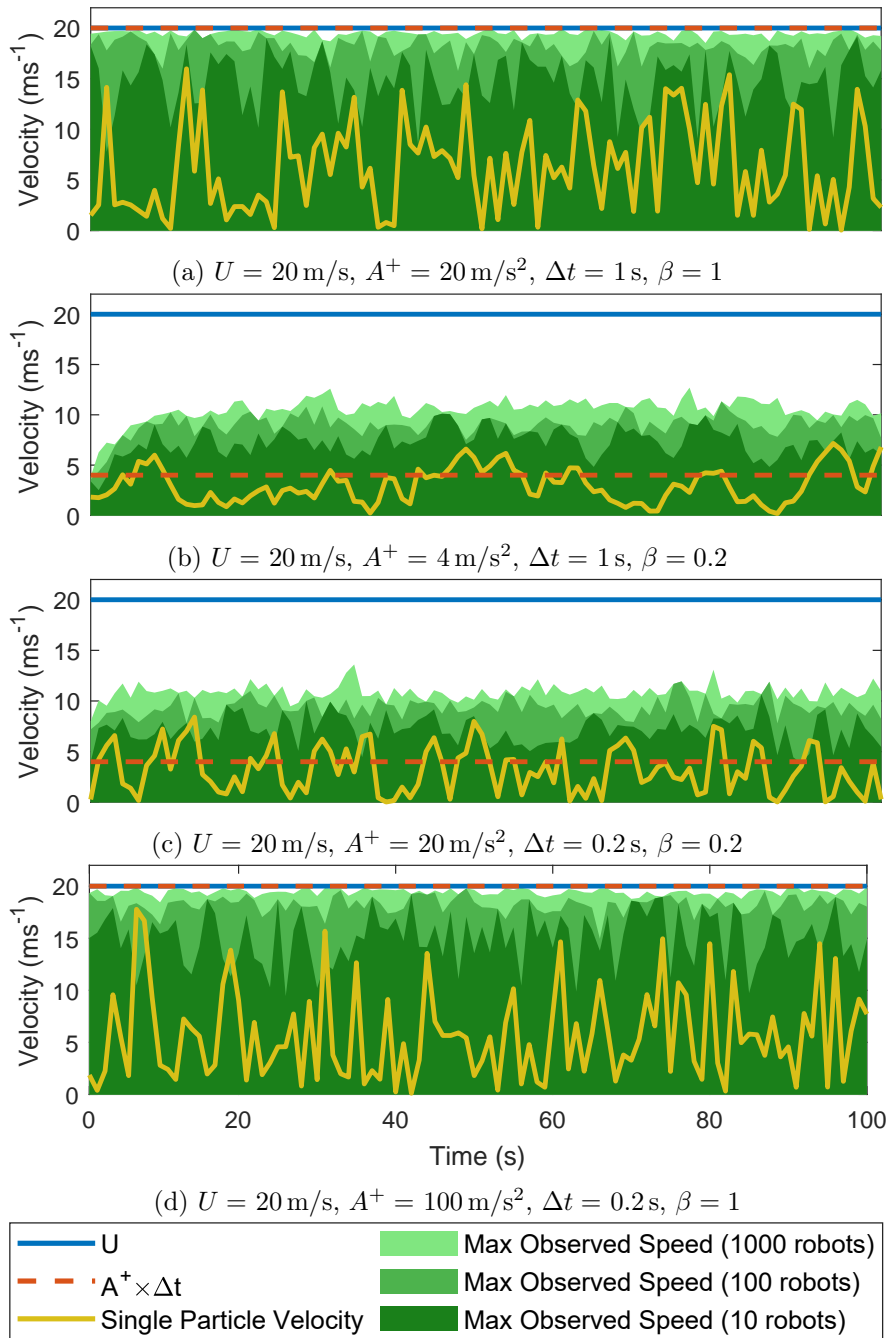 20
15
10
5
0
Velocity (ms⁻¹)
(a) U = 20 m/s, A⁺ = 20 m/s², Δt = 1 s, β = 1
20
15
10
5
0
Velocity (ms⁻¹)
(b) U = 20 m/s, A⁺ = 4 m/s², Δt = 1 s, β = 0.2
20
15
10
5
0
Velocity (ms⁻¹)
(c) U = 20 m/s, A⁺ = 20 m/s², Δt = 0.2 s, β = 0.2
20
15
10
5
0
Velocity (ms⁻¹)
0 20 40 60 80 100
Time (s)
(d) U = 20 m/s, A⁺ = 100 m/s², Δt = 0.2 s, β = 1
U
A⁺×Δt
Single Particle Velocity
Max Observed Speed (1000 robots)
Max Observed Speed (100 robots)
Max Observed Speed (10 robots)